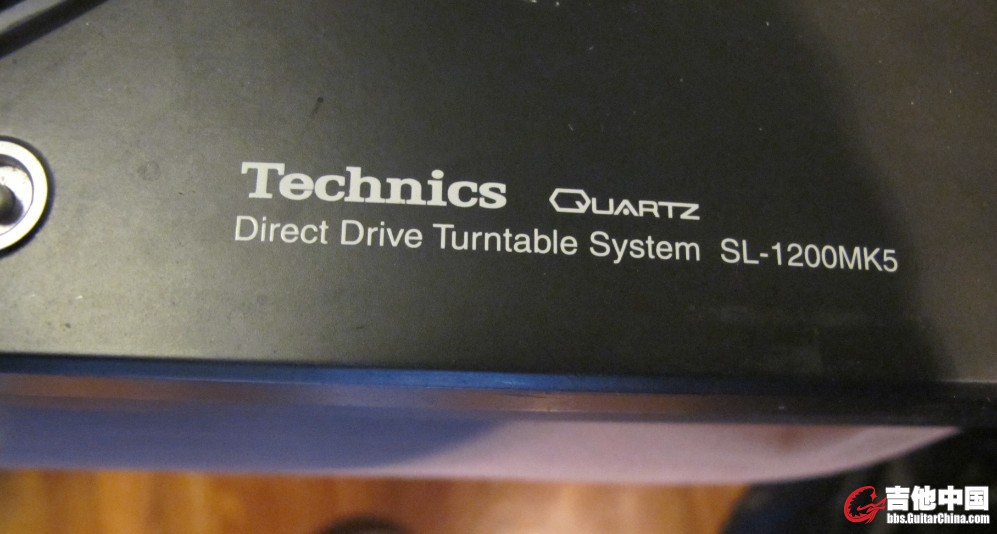 Technics QUARTZ
Direct Drive Turntable System SL-1200MK5
吉他中国
bbs.GuitarChina.com